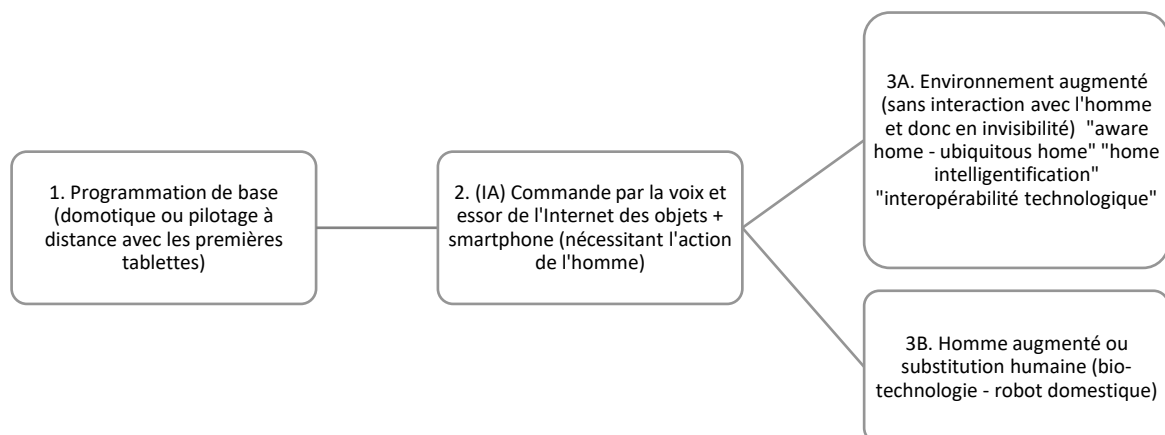 1. Programmation de base
(domotique ou pilotage à
distance avec les premières
tablettes)
2. (IA) Commande par la voix et
essor de l'Internet des objets +
smartphone (nécessitant l'action
de l'homme)
3A. Environnement augmenté
(sans interaction avec l'homme
et donc en invisibilité)  "aware
home - ubiquitous home" "home
intelligentification"
"interopérabilité technologique"
3B. Homme augmenté ou
substitution humaine (bio-
technologie - robot domestique)